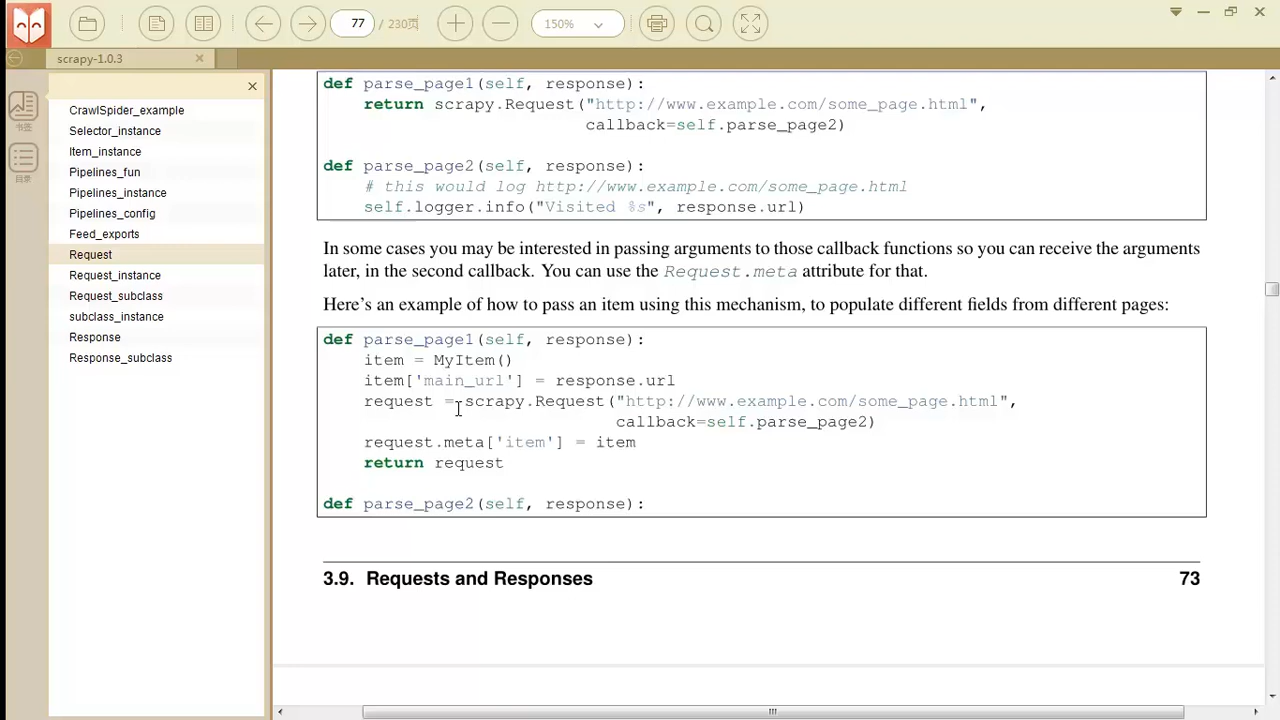 77 / 230页
150%
scrapy-1.0.3
书签
目录
CrawlSpider_example
Selector_instance
Item_instance
Pipelines_fun
Pipelines_instance
Pipelines_config
Feed_exports
Request
Request_instance
Request_subclass
subclass_instance
Response
Response_subclass
def parse_page1(self, response):
    return scrapy.Request("http://www.example.com/some_page.html",
                          callback=self.parse_page2)
def parse_page2(self, response):
    # this would log http://www.example.com/some_page.html
    self.logger.info("Visited %s", response.url)
In some cases you may be interested in passing arguments to those callback functions so you can receive the arguments
later, in the second callback. You can use the Request.meta attribute for that.
Here's an example of how to pass an item using this mechanism, to populate different fields from different pages:
def parse_page1(self, response):
    item = MyItem()
    item['main_url'] = response.url
    request = scrapy.Request("http://www.example.com/some_page.html",
                             callback=self.parse_page2)
    request.meta['item'] = item
    return request
def parse_page2(self, response):
3.9. Requests and Responses 73